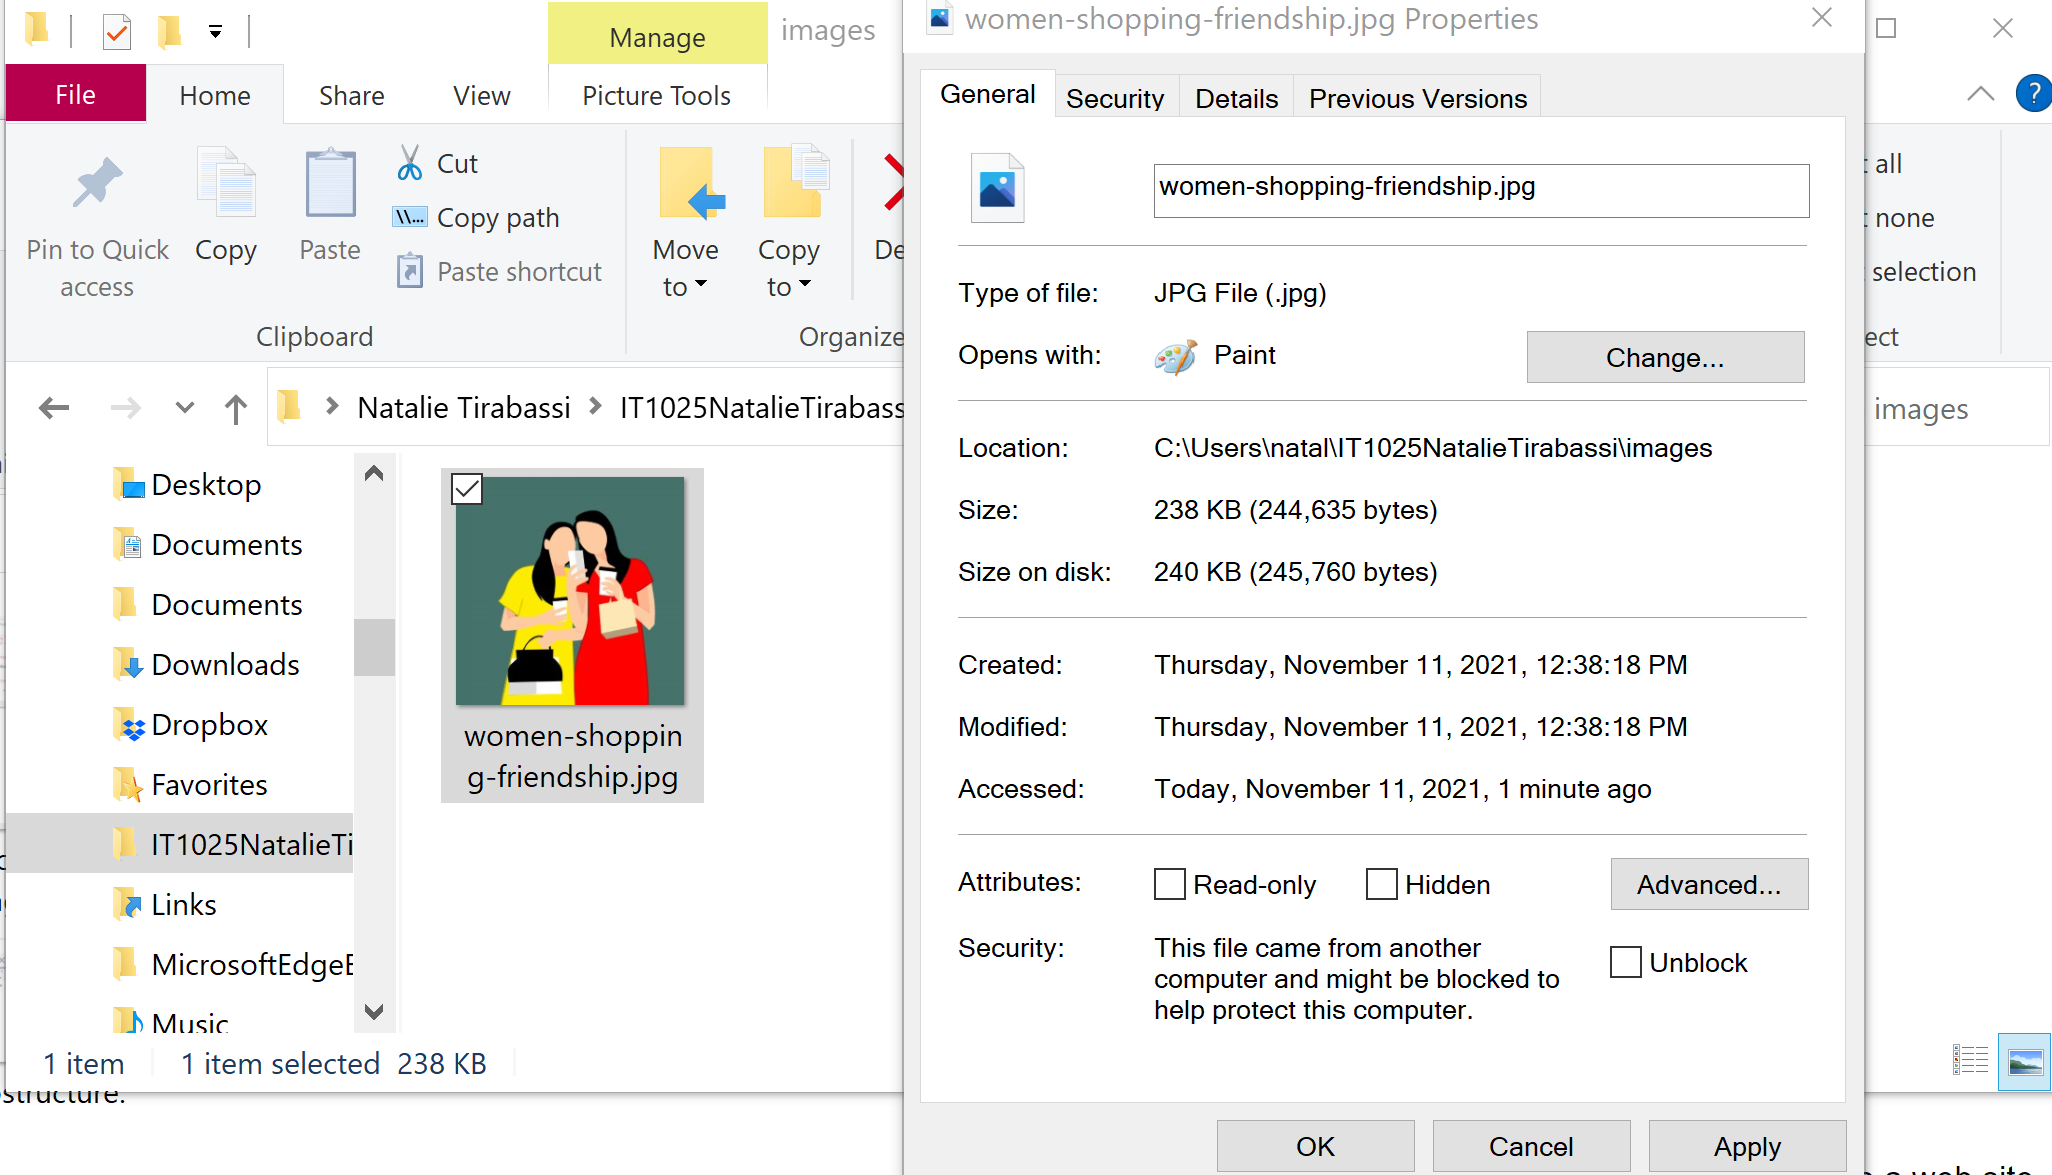 Manage
images
File
Home
Share
View
Picture Tools
Pin to Quick
access
Copy
Paste
Cut
\\...
Copy path
Paste shortcut
Clipboard
Move
to
Copy
to
De
Organize
Natalie Tirabassi
IT1025NatalieTirabass
Desktop
Documents
Documents
Downloads
Dropbox
Favorites
IT1025NatalieTi
Links
MicrosoftEdgeB
Music
women-shoppin
g-friendship.jpg
1 item
1 item selected 238 KB
structure.
women-shopping-friendship.jpg Properties
General
Security
Details
Previous Versions
women-shopping-friendship.jpg
Type of file: JPG File (.jpg)
Opens with: Paint
Change...
Location: C:\Users\natal\IT1025NatalieTirabassi\images
Size: 238 KB (244,635 bytes)
Size on disk: 240 KB (245,760 bytes)
Created: Thursday, November 11, 2021, 12:38:18 PM
Modified: Thursday, November 11, 2021, 12:38:18 PM
Accessed: Today, November 11, 2021, 1 minute ago
Attributes: Read-only Hidden
Advanced...
Security: This file came from another
computer and might be blocked to
help protect this computer.
Unblock
OK
Cancel
Apply
?
all
none
selection
ect
images
a web site